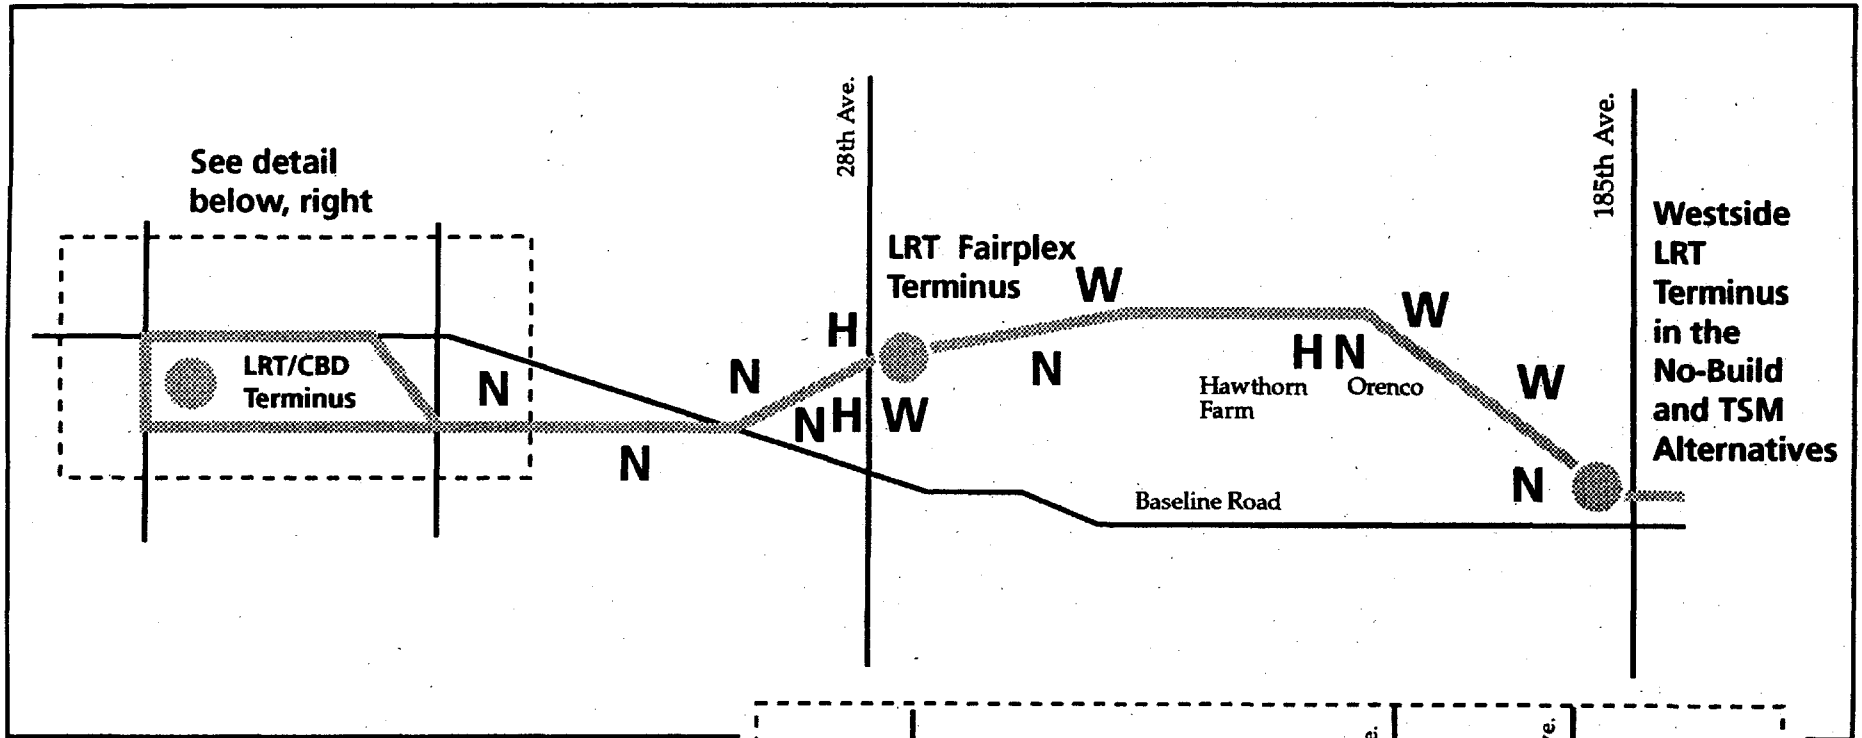 See detail
below, right
28th Ave.
185th Ave.
Westside
LRT
Terminus
in the
No-Build
and TSM
Alternatives
LRT Fairplex
Terminus
W
W
H
LRT/CBD
Terminus
N
N
N
H N
Hawthorn
Farm
Orenco
W
N H W
N
N
Baseline Road